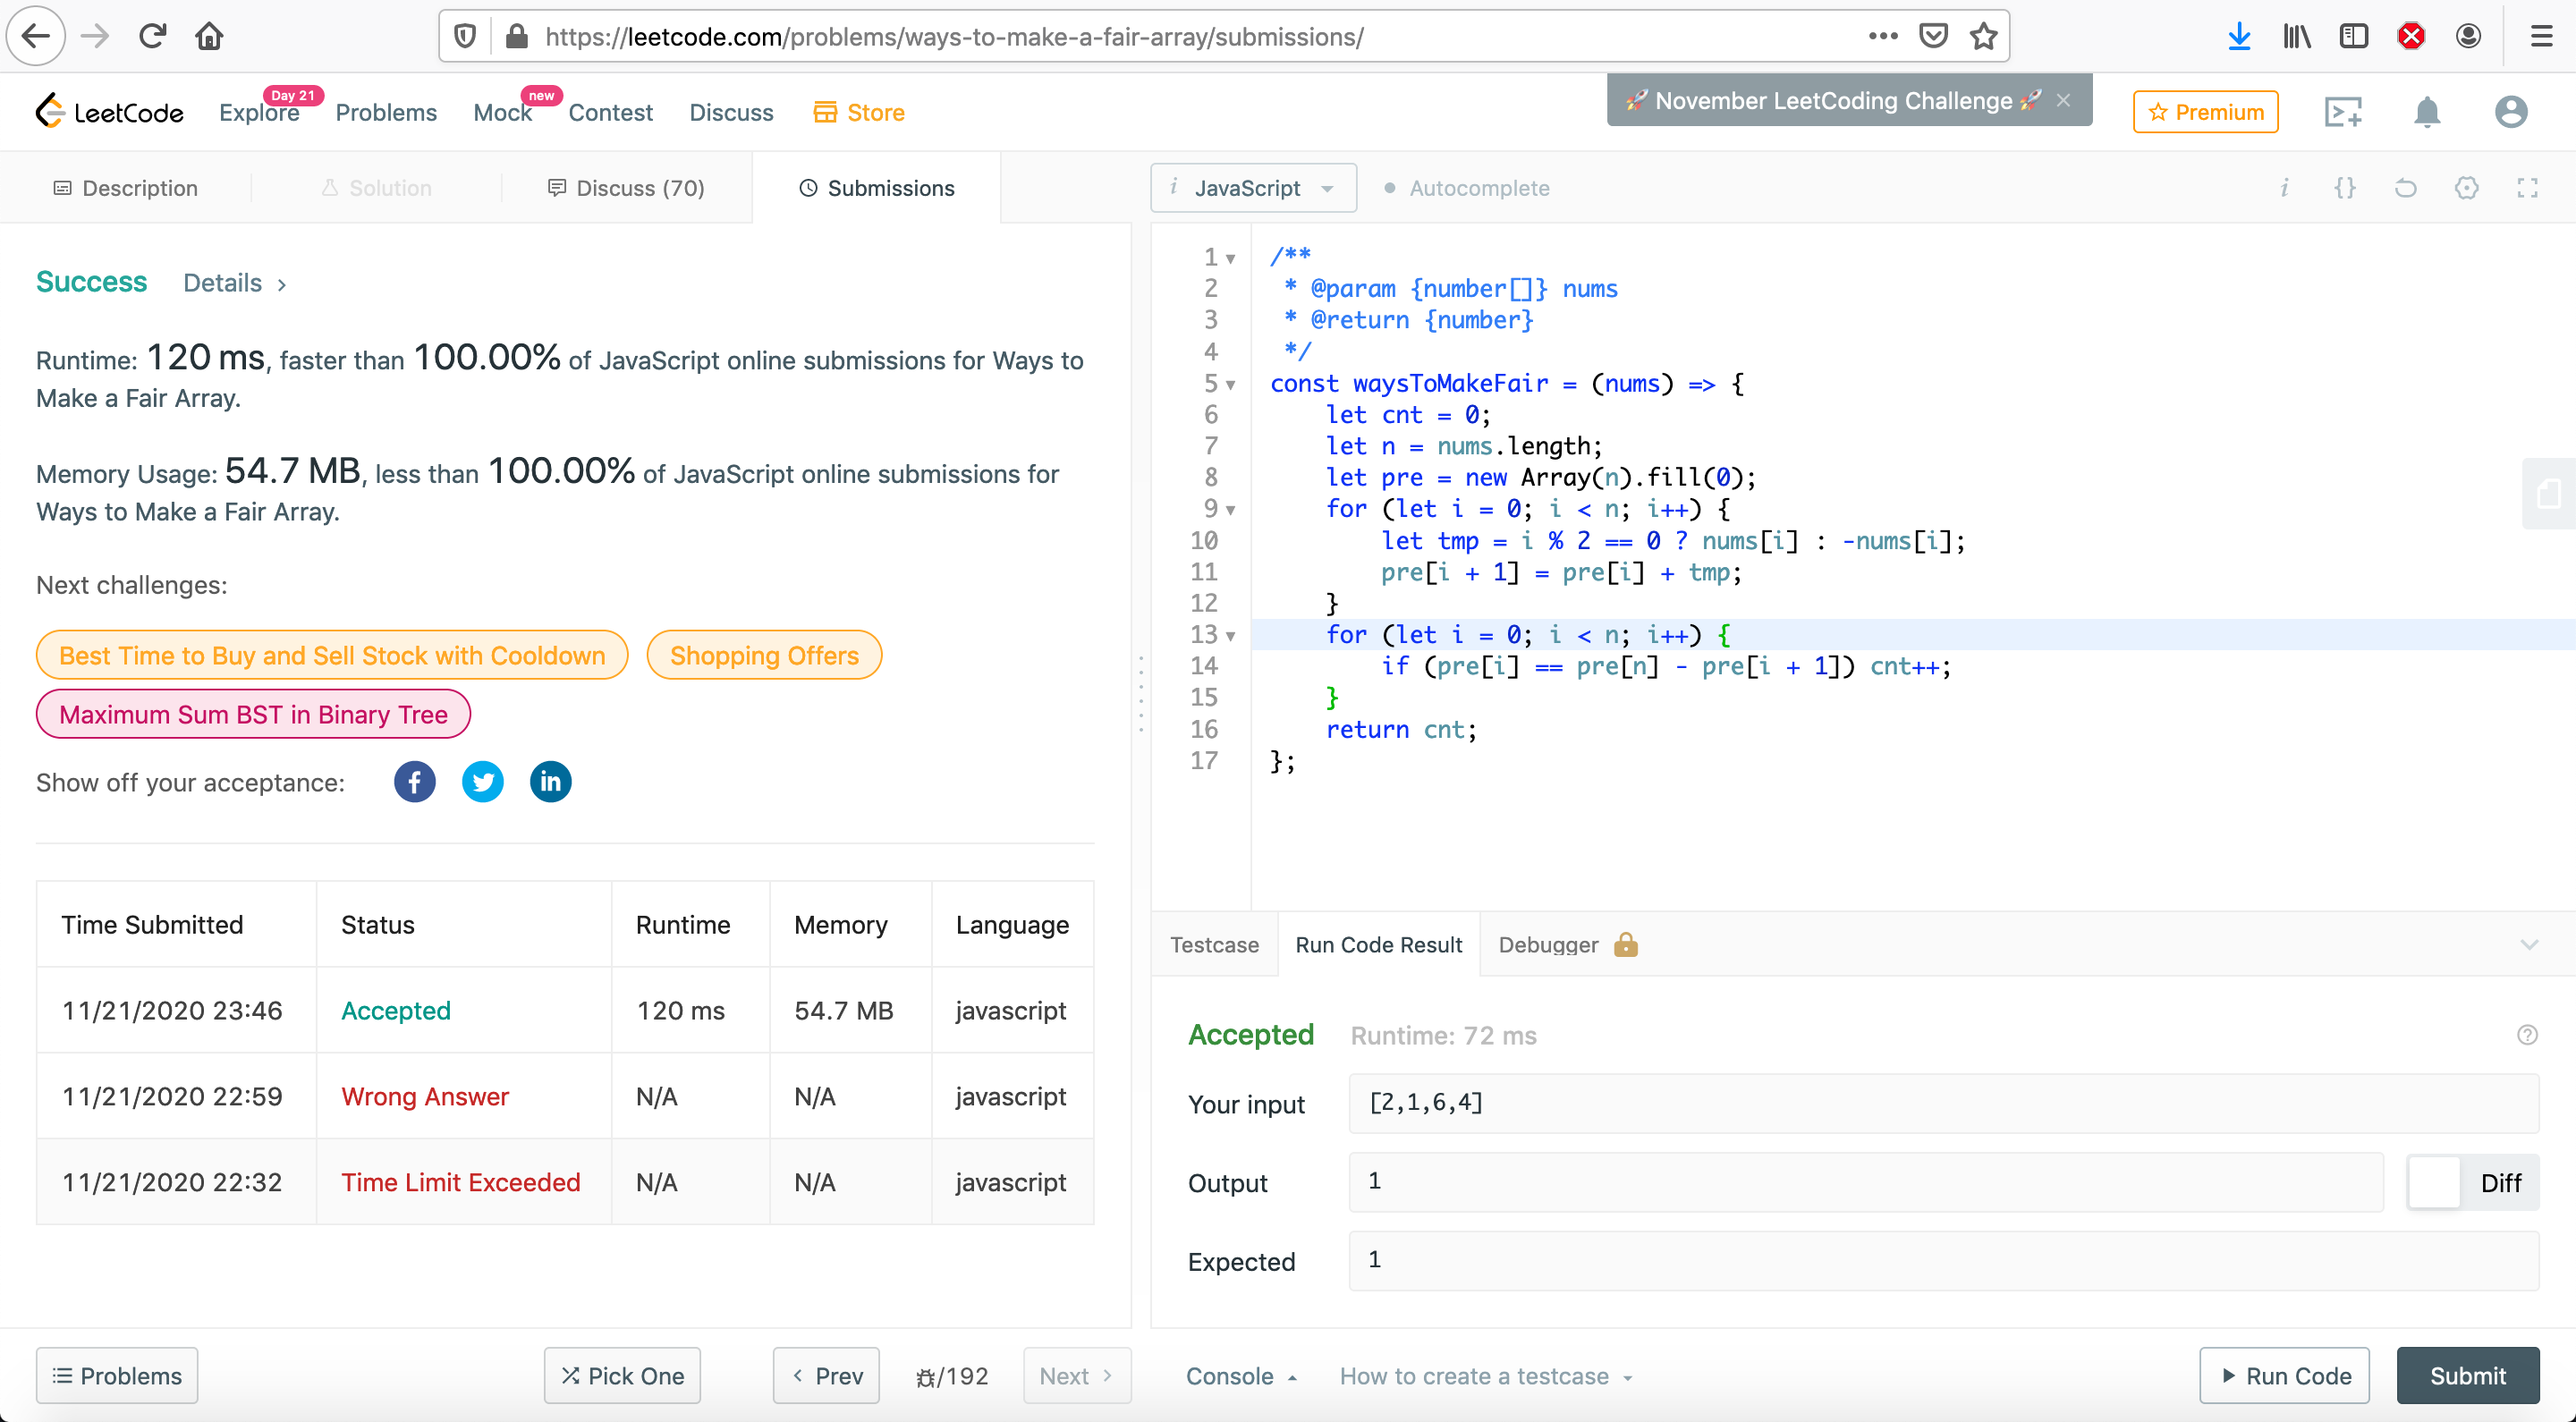 https://leetcode.com/problems/ways-to-make-a-fair-array/submissions/
LeetCode
Explore
Day 21
Problems
Mock
new
Contest
Discuss
Store
🚀 November LeetCoding Challenge 🚀
Premium
Description
Solution
Discuss (70)
Submissions
Success
Details
Runtime: 120 ms, faster than 100.00% of JavaScript online submissions for Ways to
Make a Fair Array.
Memory Usage: 54.7 MB, less than 100.00% of JavaScript online submissions for
Ways to Make a Fair Array.
Next challenges:
Best Time to Buy and Sell Stock with Cooldown
Shopping Offers
Maximum Sum BST in Binary Tree
Show off your acceptance:
Time Submitted Status Runtime Memory Language
11/21/2020 23:46 Accepted 120 ms 54.7 MB javascript
11/21/2020 22:59 Wrong Answer N/A N/A javascript
11/21/2020 22:32 Time Limit Exceeded N/A N/A javascript
Problems
Pick One
Prev
/192
Next
i JavaScript
Autocomplete
i {}
1 /**
2  * @param {number[]} nums
3  * @return {number}
4  */
5 const waysToMakeFair = (nums) => {
6     let cnt = 0;
7     let n = nums.length;
8     let pre = new Array(n).fill(0);
9     for (let i = 0; i < n; i++) {
10         let tmp = i % 2 == 0 ? nums[i] : -nums[i];
11         pre[i + 1] = pre[i] + tmp;
12     }
13     for (let i = 0; i < n; i++) {
14         if (pre[i] == pre[n] - pre[i + 1]) cnt++;
15     }
16     return cnt;
17 };
Testcase
Run Code Result
Debugger
Accepted
Runtime: 72 ms
Your input
[2,1,6,4]
Output
1
Diff
Expected
1
Console
How to create a testcase
Run Code
Submit